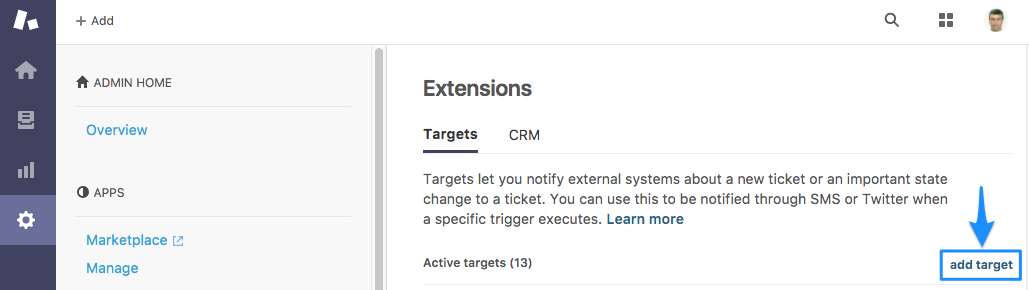 + Add
ADMIN HOME
Overview
APPS
Marketplace
Manage
Extensions
Targets CRM
Targets let you notify external systems about a new ticket or an important state
change to a ticket. You can use this to be notified through SMS or Twitter when
a specific trigger executes. Learn more
Active targets (13) add target